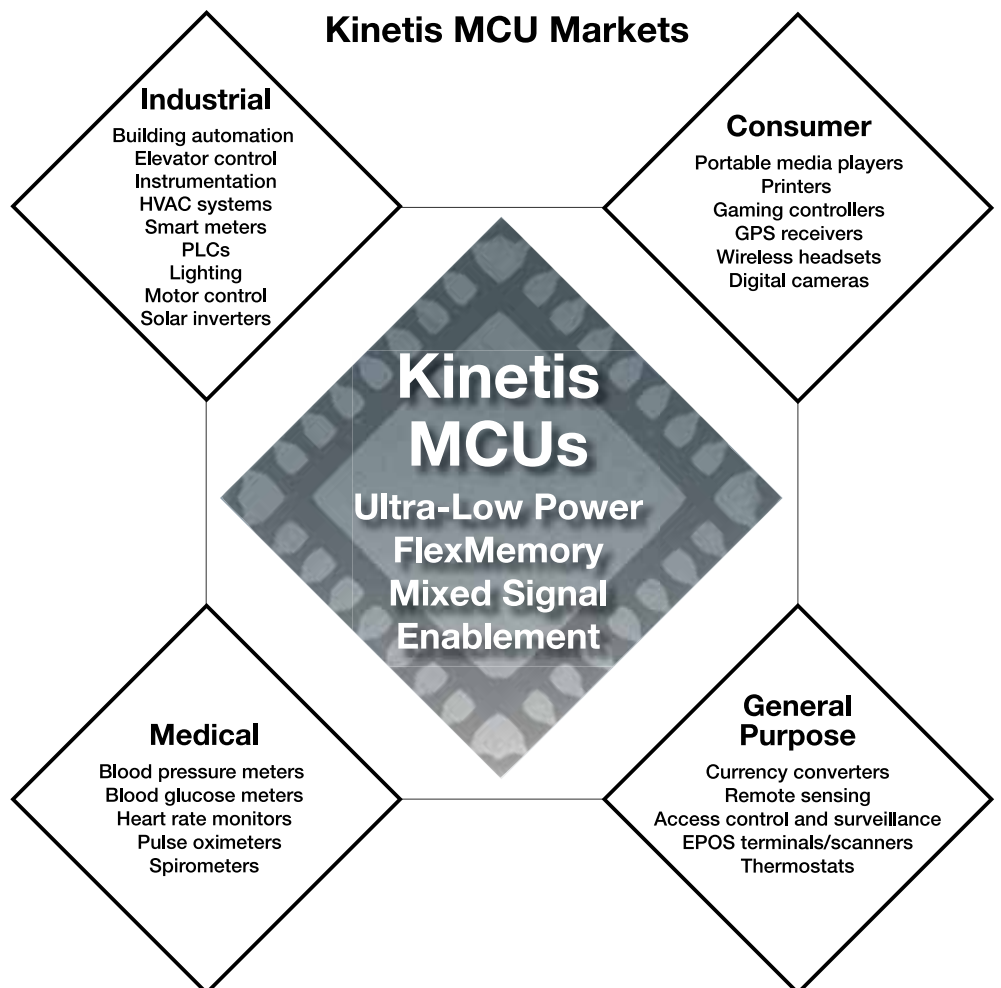 Kinetis MCU Markets
Industrial
Building automation
Elevator control
Instrumentation
HVAC systems
Smart meters
PLCs
Lighting
Motor control
Solar inverters
Consumer
Portable media players
Printers
Gaming controllers
GPS receivers
Wireless headsets
Digital cameras
Kinetis
MCUs
Ultra-Low Power
FlexMemory
Mixed Signal
Enablement
Medical
Blood pressure meters
Blood glucose meters
Heart rate monitors
Pulse oximeters
Spirometers
General
Purpose
Currency converters
Remote sensing
Access control and surveillance
EPOS terminals/scanners
Thermostats